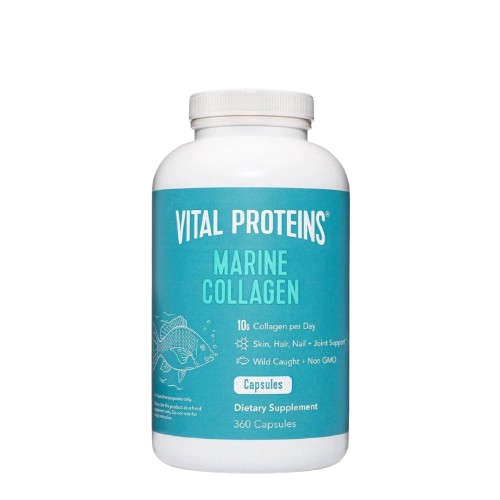 VITAL PROTEINS®
MARINE
COLLAGEN
10g Collagen per Day
Skin, Hair, Nail + Joint Support
Wild Caught • Non GMO
Capsules
Dietary Supplement
360 Capsules